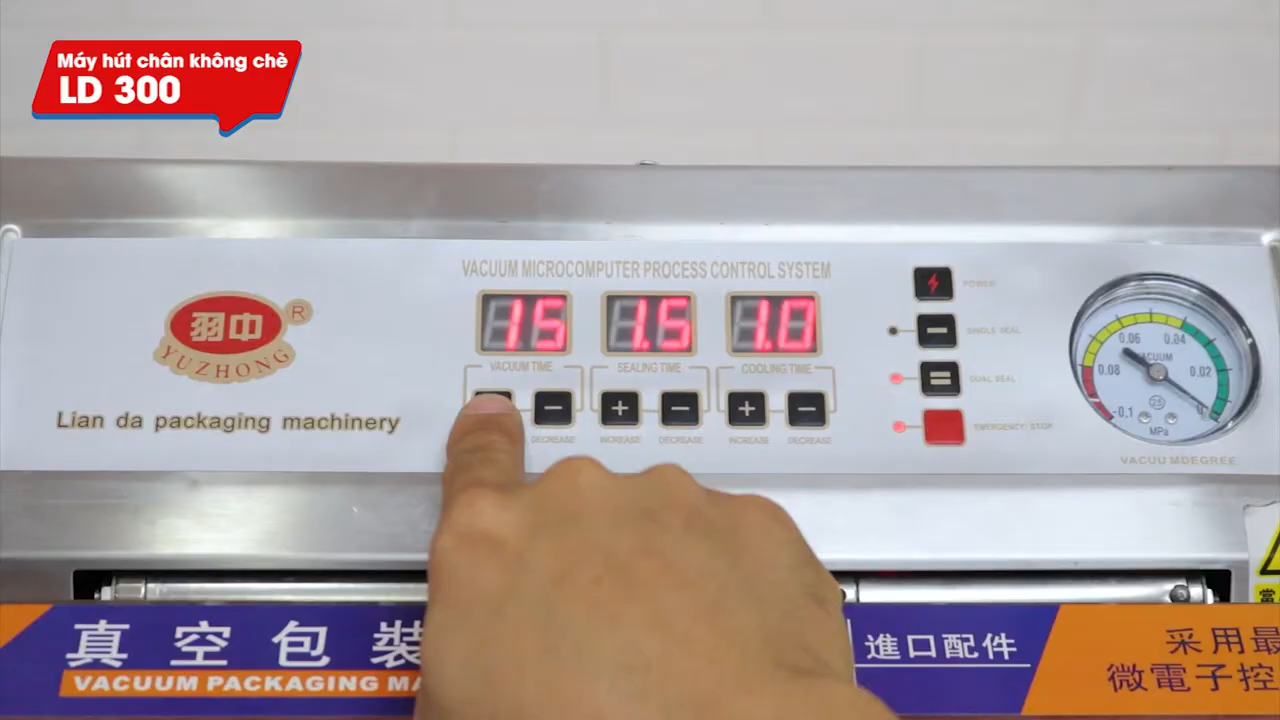 Máy hút chân không chè
LD 300
VACUUM MICROCOMPUTER PROCESS CONTROL SYSTEM
15 1.5 1.0
VACUUM TIME SEALING TIME COOLING TIME
DECREASE INCREASE DECREASE INCREASE DECREASE
POWER
SINGLE SEAL
DUAL SEAL
EMERGENCY STOP
羽中
R
YUZHONG
Lian da packaging machinery
0.06 0.04
VACUUM
0.08 0.02
-0.1
2.5
MPa
VACUU MDEGREE
真空包裝
VACUUM PACKAGING
進口配件
采用最
微電子控